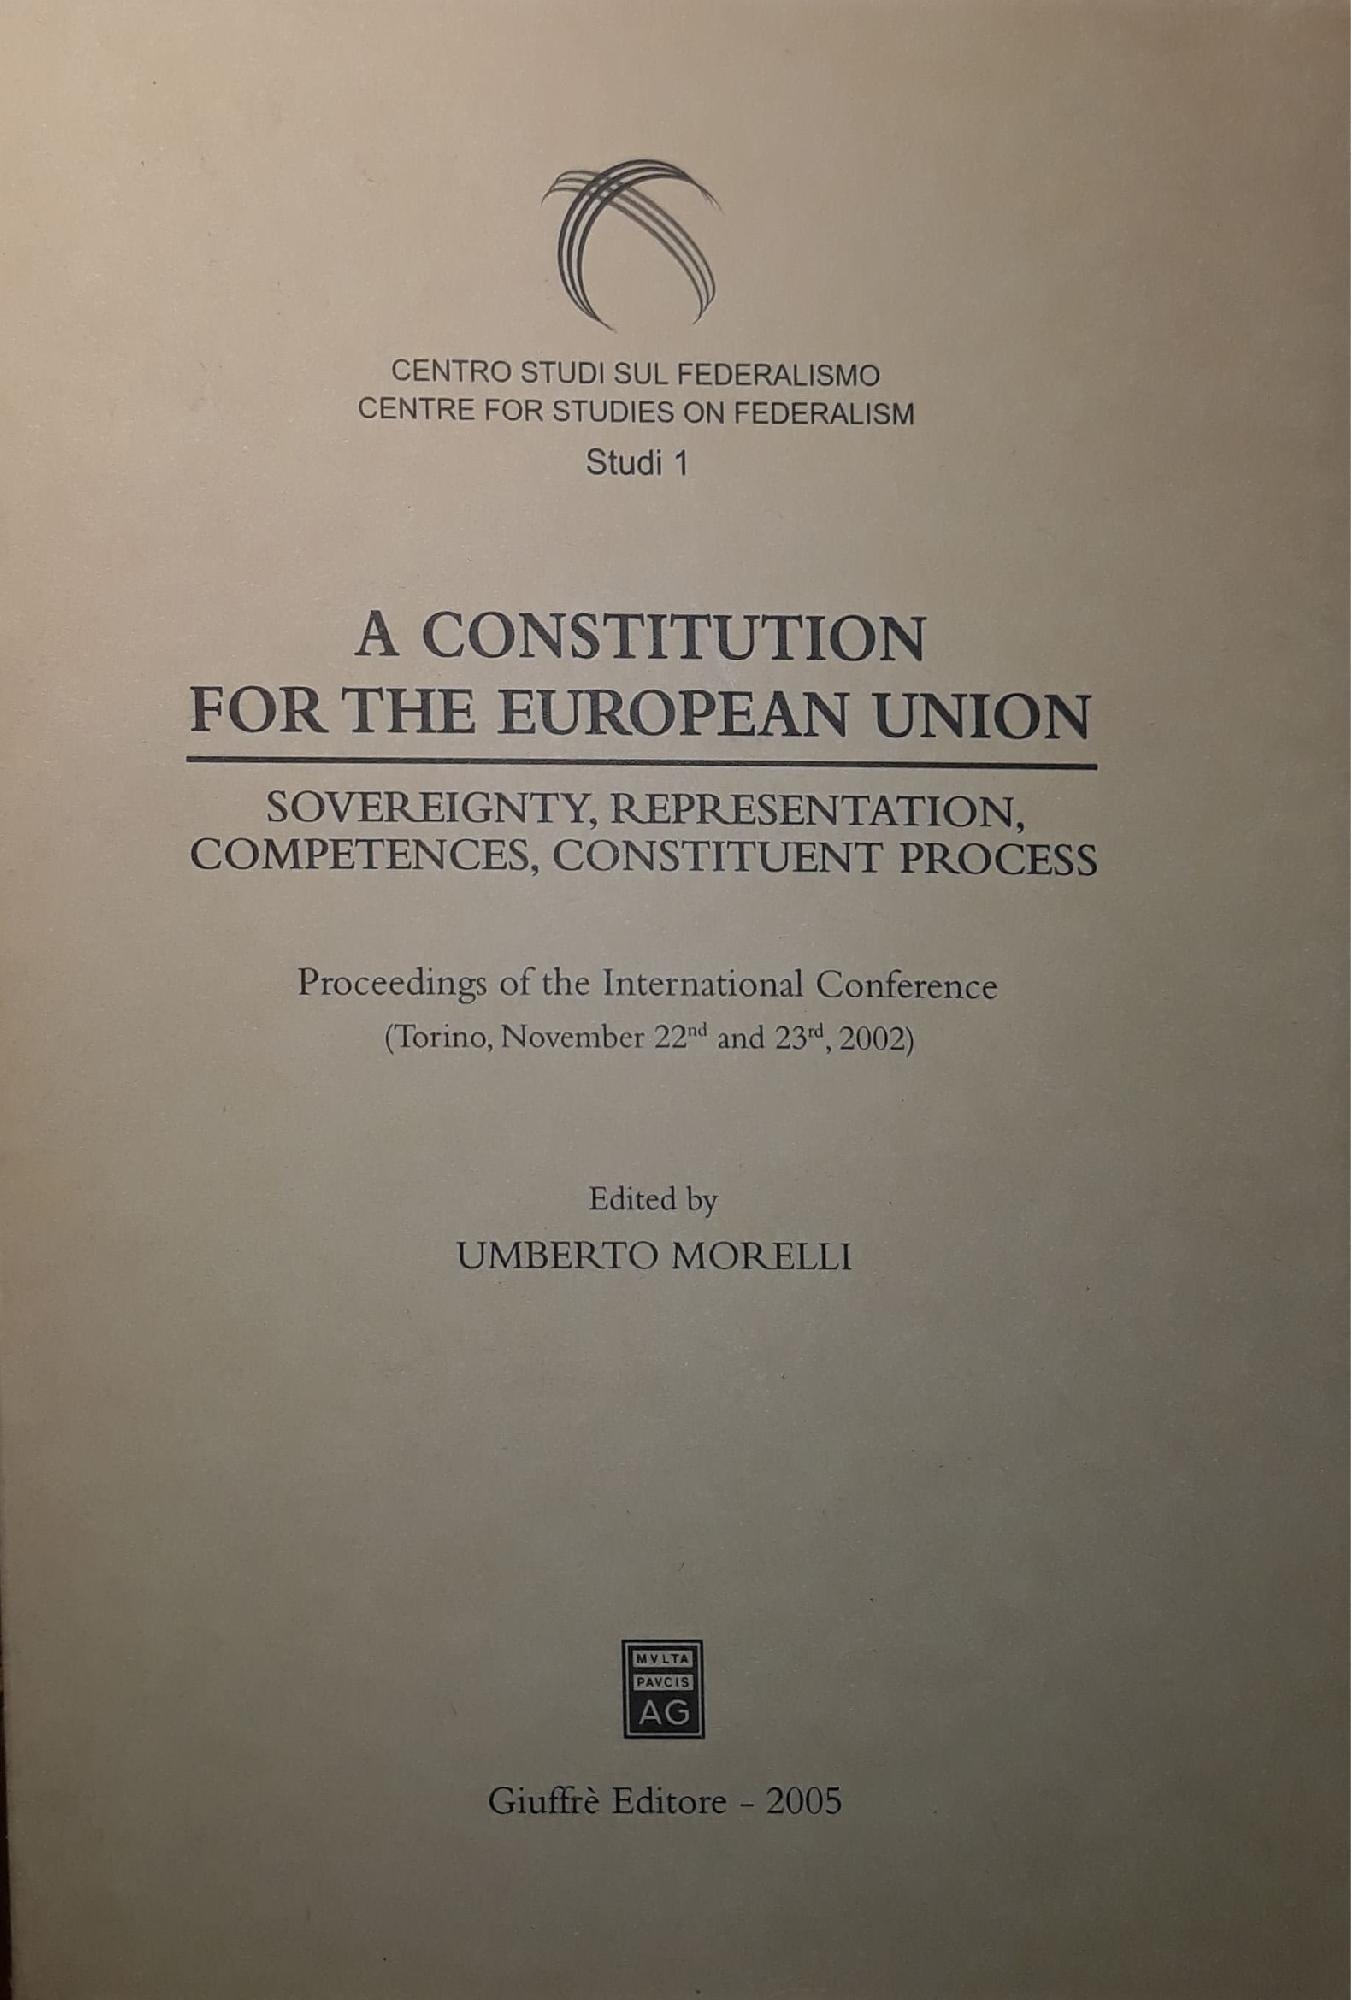 CENTRO STUDI SUL FEDERALISMO
CENTRE FOR STUDIES ON FEDERALISM
Studi 1
A CONSTITUTION
FOR THE EUROPEAN UNION
SOVEREIGNTY, REPRESENTATION,
COMPETENCES, CONSTITUENT PROCESS
Proceedings of the International Conference
(Torino, November 22nd and 23rd, 2002)
Edited by
UMBERTO MORELLI
MVLTA
PAVCIS
AG
Giuffrè Editore – 2005